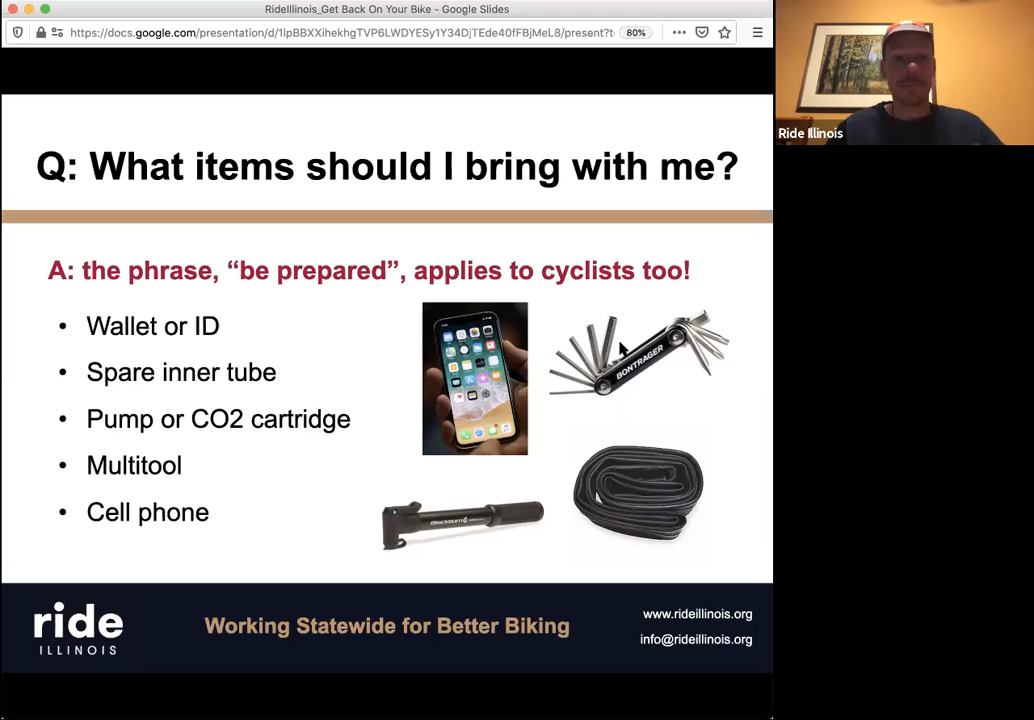 RideIllinois_Get Back On Your Bike - Google Slides
80%
Ride Illinois
Q: What items should I bring with me?
A: the phrase, “be prepared”, applies to cyclists too!
• Wallet or ID
• Spare inner tube
• Pump or CO2 cartridge
• Multitool
• Cell phone
BONTRAGER
Blackburn
ride
ILLINOIS
Working Statewide for Better Biking
www.rideillinois.org
info@rideillinois.org